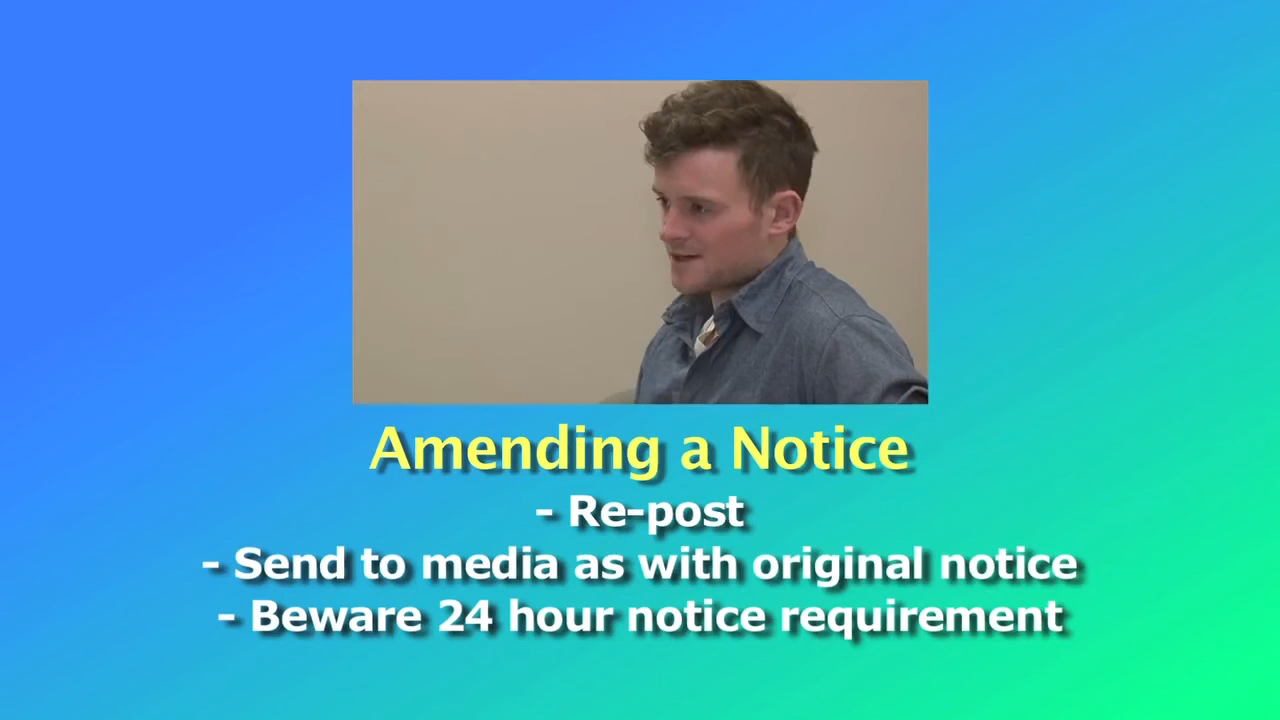 Amending a Notice
- Re-post
- Send to media as with original notice
- Beware 24 hour notice requirement